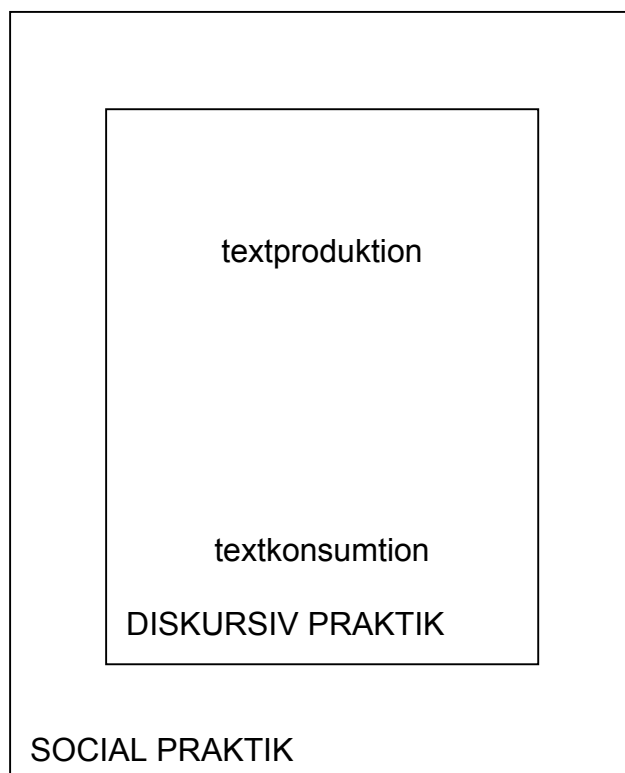 textproduktion
textkonsumtion
DISKURSIV PRAKTIK
SOCIAL PRAKTIK